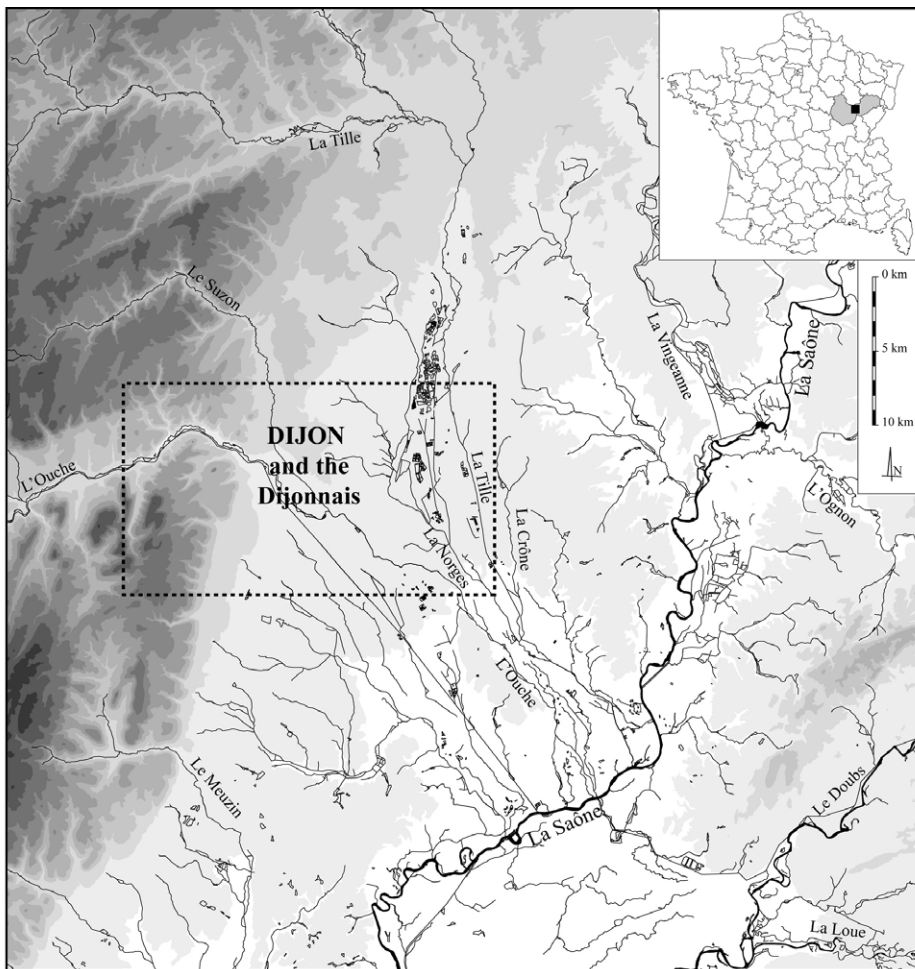 La Tille
0 km
Le Suzon
La Vingeanne
La Saône
5 km
10 km
DIJON
and the
Dijonnais
L'Ouche
La Tille
N
L'Ognon
La Crône
La Norges
L'Ouche
Le Meuzin
La Saône
Le Doubs
La Loue